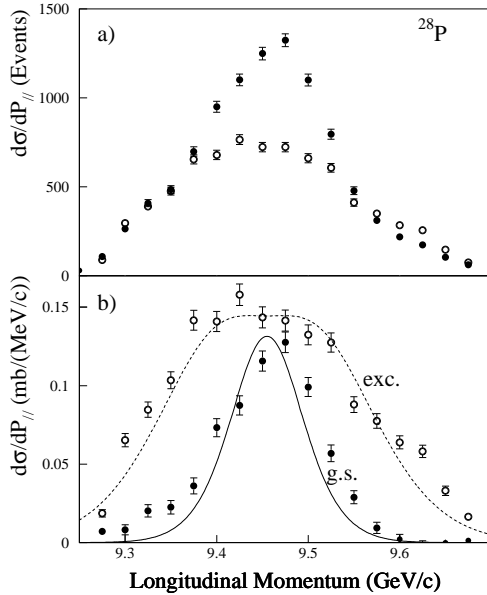 a)
²⁸P
dσ/dP// (Events)
1500
1000
500
0
b)
dσ/dP// (mb/(MeV/c))
0.15
0.1
0.05
0
exc.
g.s.
9.3 9.4 9.5 9.6
Longitudinal Momentum (GeV/c)